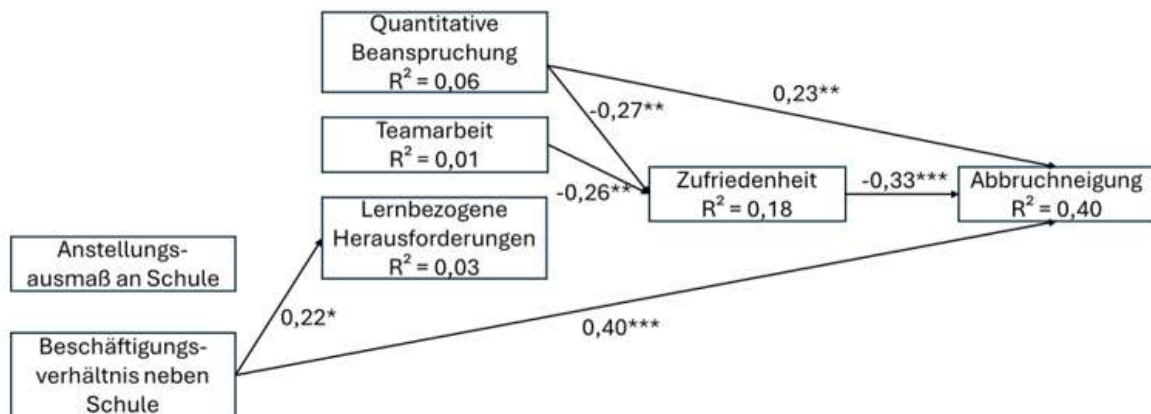 Quantitative
Beanspruchung
R² = 0,06
0,23**
-0,27**
Teamarbeit
R² = 0,01
-0,26**
Zufriedenheit
R² = 0,18
-0,33***
Abbruchneigung
R² = 0,40
Lernbezogene
Herausforderungen
R² = 0,03
Anstellungs-
ausmaß an Schule
0,22*
0,40***
Beschäftigungs-
verhältnis neben
Schule